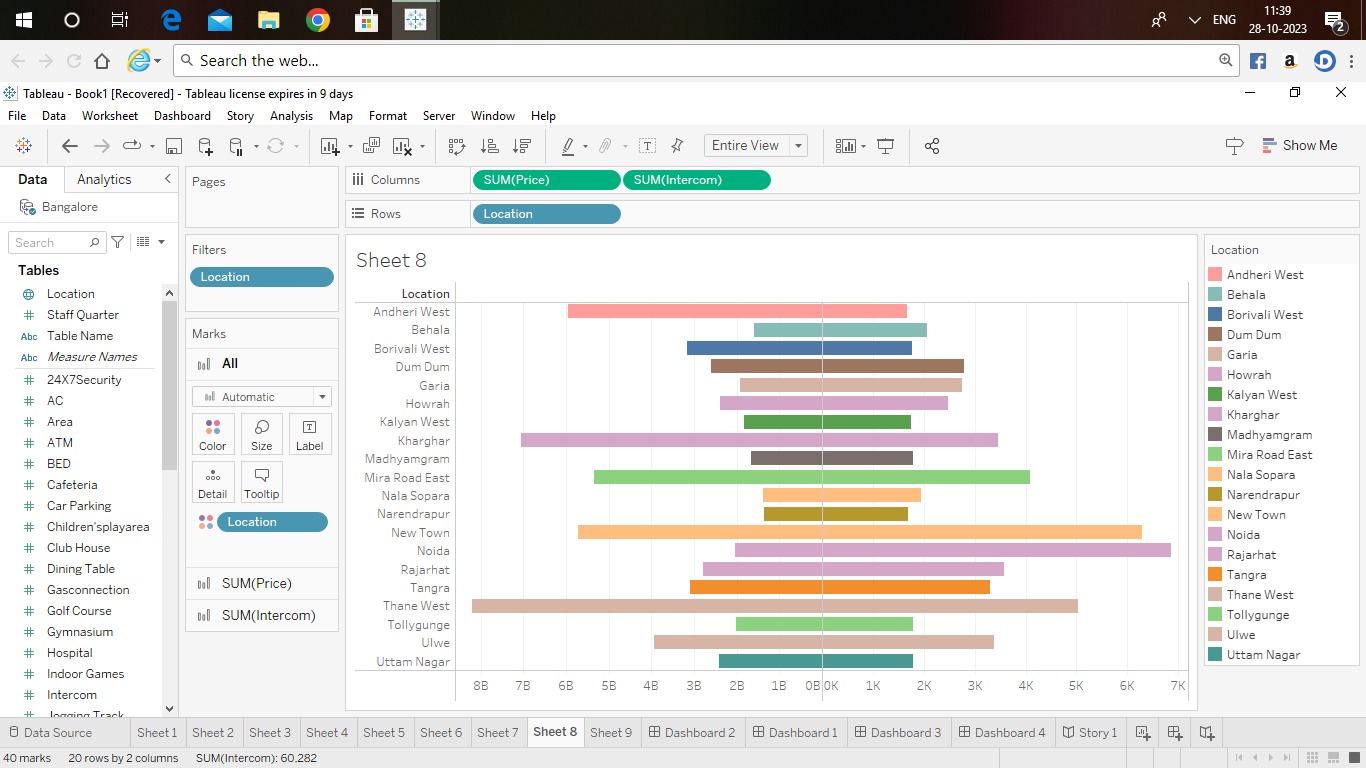 11:39
ENG
28-10-2023
2
Search the web...
Tableau - Book1 [Recovered] - Tableau license expires in 9 days
File Data Worksheet Dashboard Story Analysis Map Format Server Window Help
Entire View
Show Me
Data Analytics
Bangalore
Search
Tables
Location
Staff Quarter
Abc Table Name
Abc Measure Names
24X7Security
AC
Area
ATM
BED
Cafeteria
Car Parking
Children'splayarea
Club House
Dining Table
Gasconnection
Golf Course
Gymnasium
Hospital
Indoor Games
Intercom
Jogging Track
Pages
Filters
Location
Marks
All
Automatic
Color Size Label
Detail Tooltip
Location
SUM(Price)
SUM(Intercom)
Columns SUM(Price) SUM(Intercom)
Rows Location
Sheet 8
Location
Andheri West
Behala
Borivali West
Dum Dum
Garia
Howrah
Kalyan West
Kharghar
Madhyamgram
Mira Road East
Nala Sopara
Narendrapur
New Town
Noida
Rajarhat
Tangra
Thane West
Tollygunge
Ulwe
Uttam Nagar
8B 7B 6B 5B 4B 3B 2B 1B 0B 0K 1K 2K 3K 4K 5K 6K 7K
Location
Andheri West
Behala
Borivali West
Dum Dum
Garia
Howrah
Kalyan West
Kharghar
Madhyamgram
Mira Road East
Nala Sopara
Narendrapur
New Town
Noida
Rajarhat
Tangra
Thane West
Tollygunge
Ulwe
Uttam Nagar
Data Source Sheet 1 Sheet 2 Sheet 3 Sheet 4 Sheet 5 Sheet 6 Sheet 7 Sheet 8 Sheet 9 Dashboard 2 Dashboard 1 Dashboard 3 Dashboard 4 Story 1
40 marks 20 rows by 2 columns SUM(Intercom): 60,282